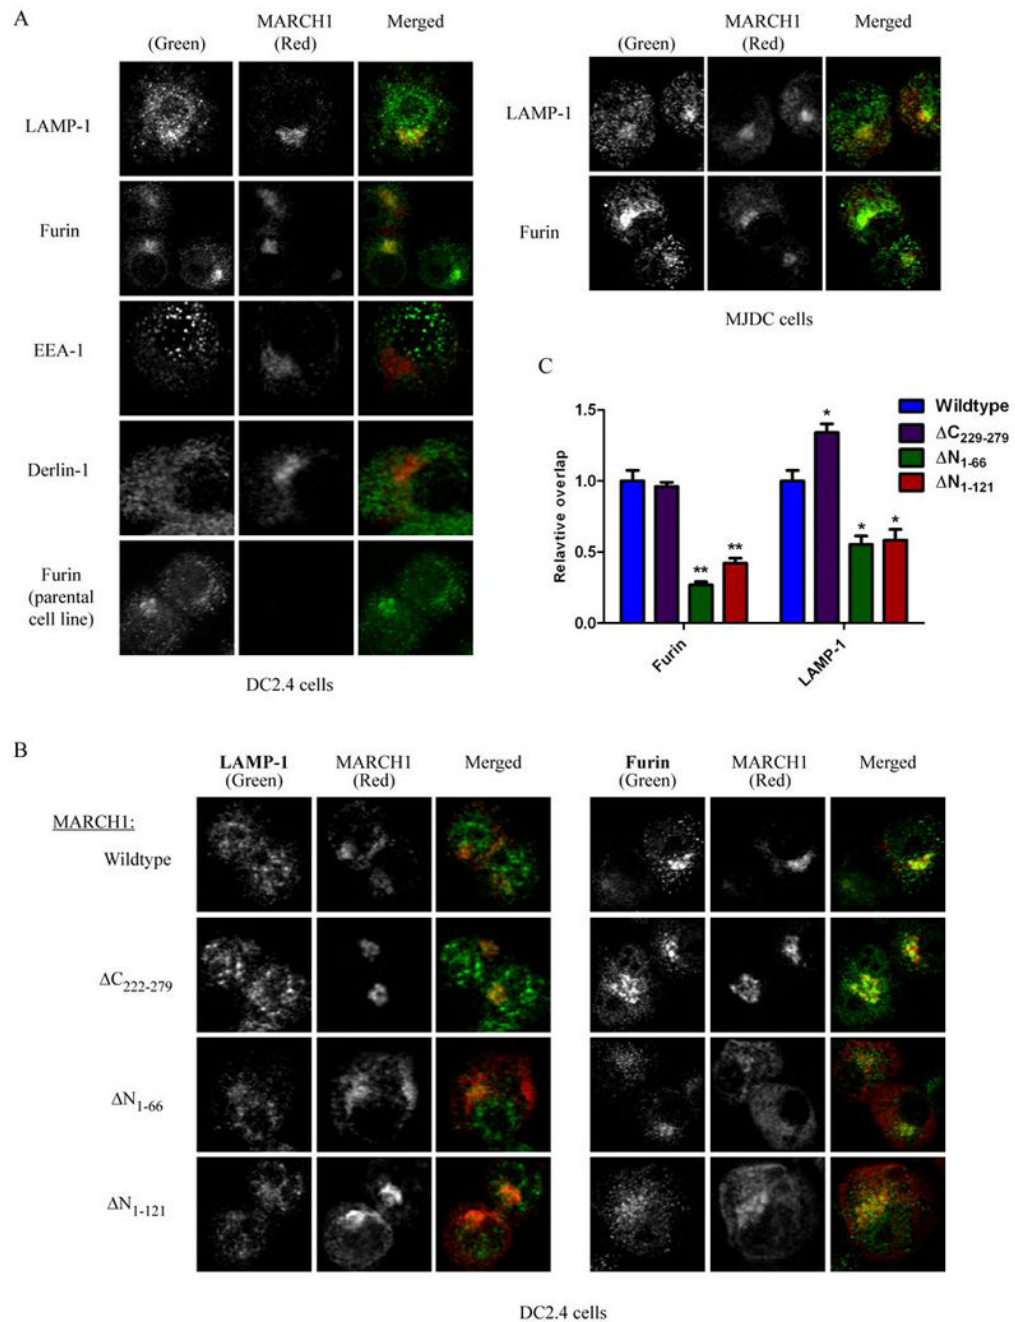 A
(Green)
MARCH1
(Red)
Merged
LAMP-1
Furin
EEA-1
Derlin-1
Furin
(parental
cell line)
DC2.4 cells
(Green)
MARCH1
(Red)
Merged
LAMP-1
Furin
MJDC cells
C
Relavtive overlap
1.5
1.0
0.5
0.0
*
** **
* *
Furin
LAMP-1
Wildtype
ΔC229-279
ΔN1-66
ΔN1-121
B
LAMP-1
(Green)
MARCH1
(Red)
Merged
Furin
(Green)
MARCH1
(Red)
Merged
MARCH1:
Wildtype
ΔC222-279
ΔN1-66
ΔN1-121
DC2.4 cells